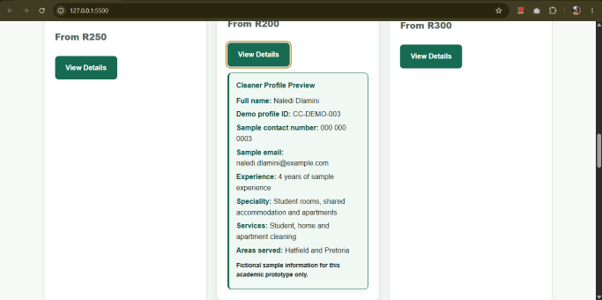 127.0.0.1:5500
From R250
View Details
From R200
View Details
Cleaner Profile Preview
Full name: Naledi Dlamini
Demo profile ID: CC-DEMO-003
Sample contact number: 000 000
0003
Sample email:
naledi.dlamini@example.com
Experience: 4 years of sample
experience
Speciality: Student rooms, shared
accommodation and apartments
Services: Student, home and
apartment cleaning
Areas served: Hatfield and Pretoria
Fictional sample information for this
academic prototype only.
From R300
View Details